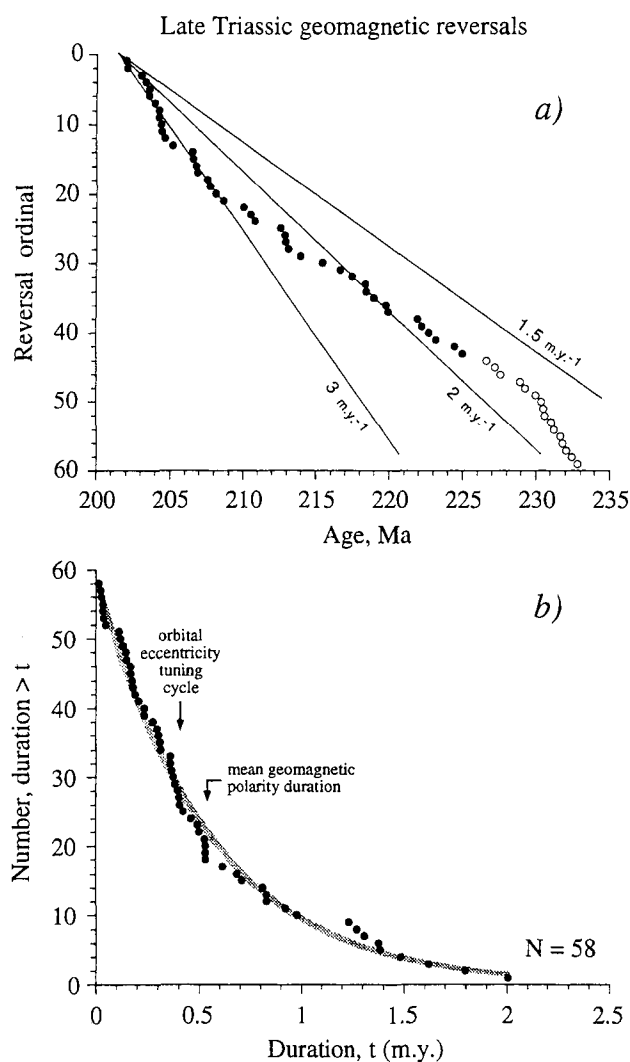 Late Triassic geomagnetic reversals
a)
Reversal ordinal
0
10
20
30
40
50
60
3 m.y.-1
2 m.y.-1
1.5 m.y.-1
200 205 210 215 220 225 230 235
Age, Ma
b)
Number, duration > t
60
50
40
30
20
10
0
orbital
eccentricity
tuning
cycle
mean geomagnetic
polarity duration
N = 58
0 0.5 1 1.5 2 2.5
Duration, t (m.y.)